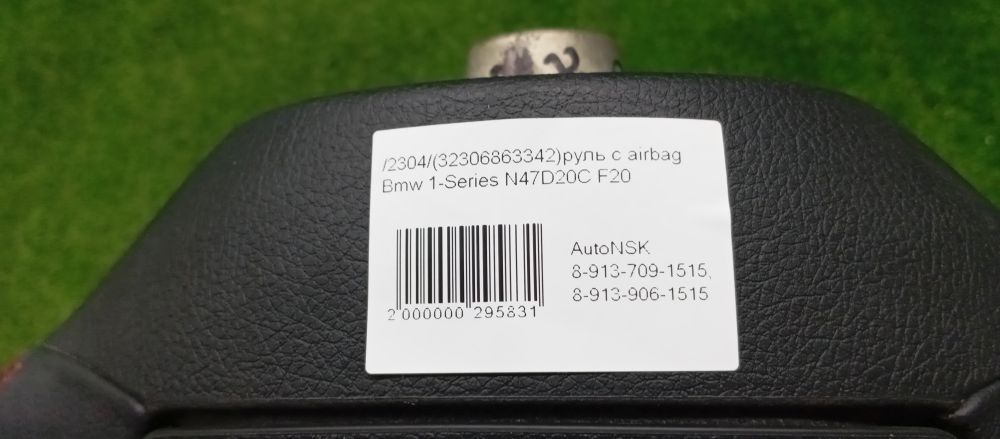 /2304/(32306863342)руль с airbag
Bmw 1-Series N47D20C F20
AutoNSK
8-913-709-1515,
8-913-906-1515
2 000000 295831